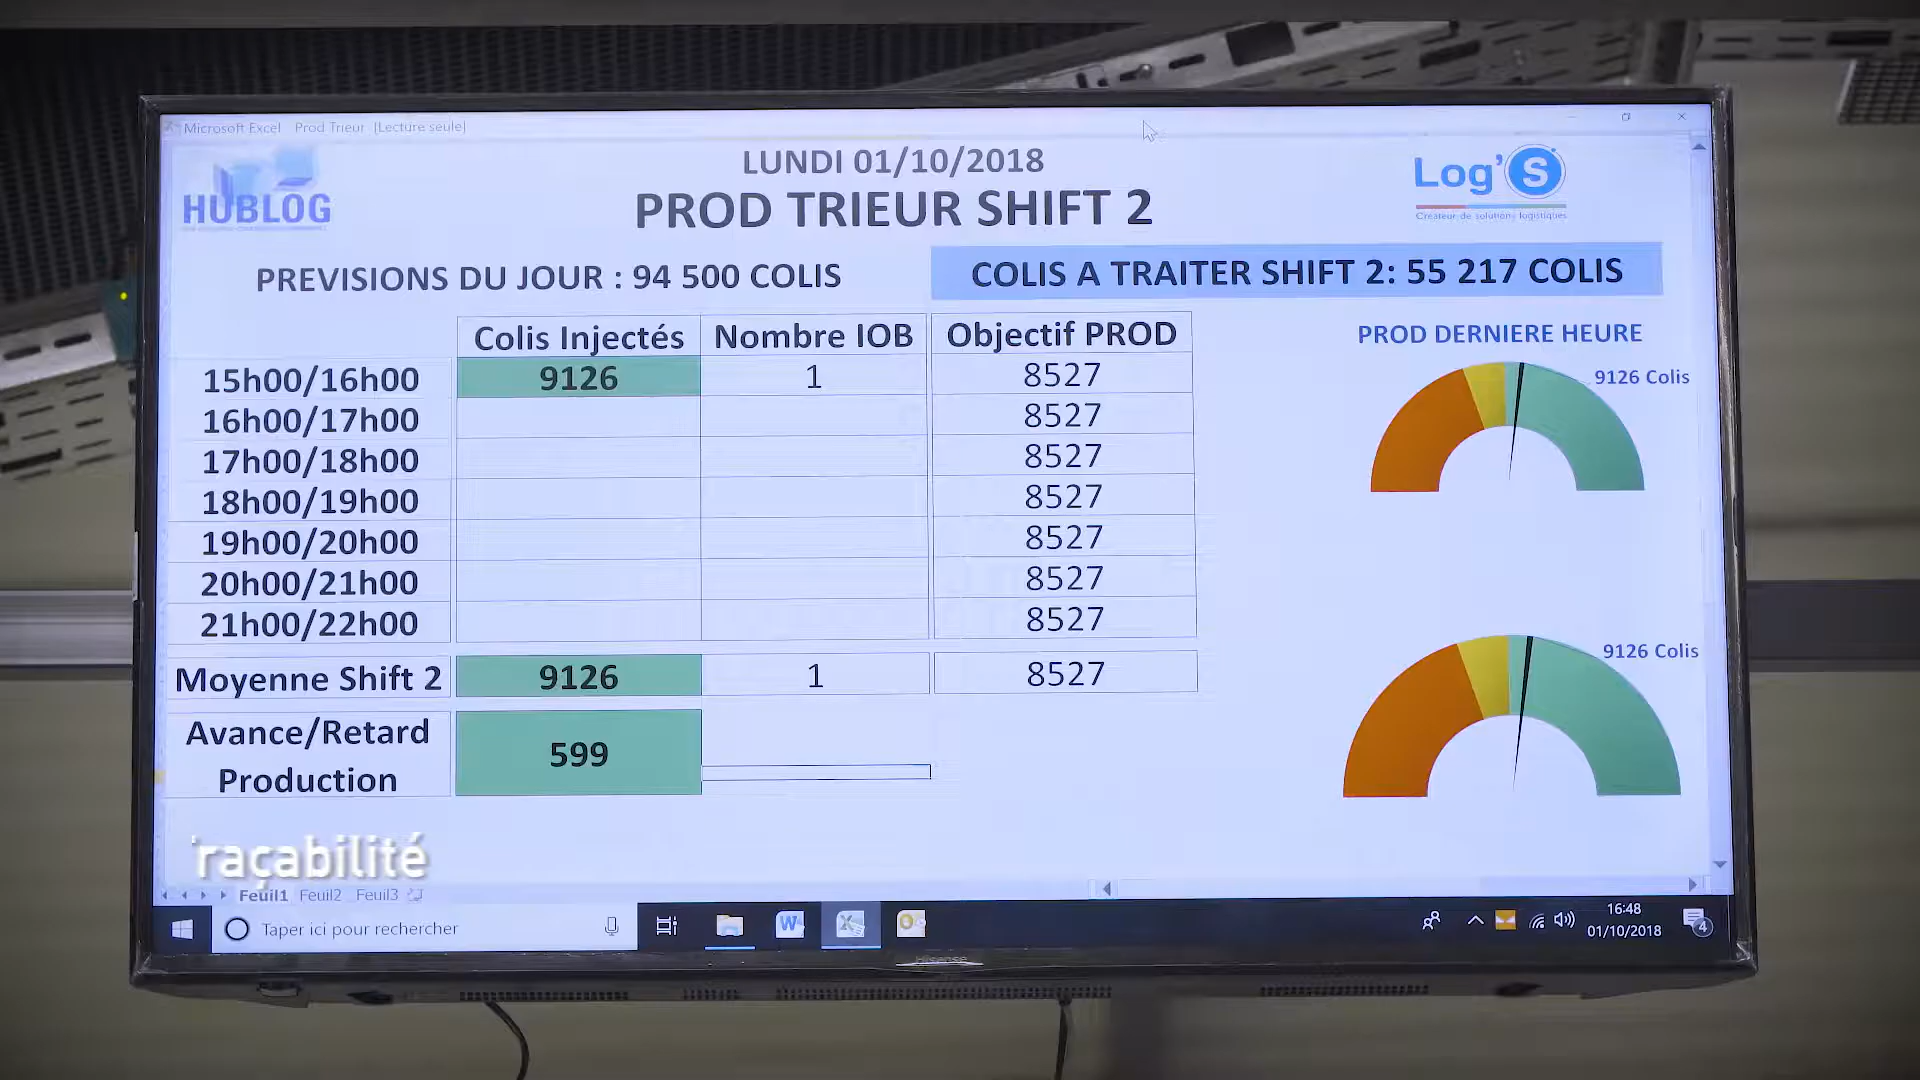 Microsoft Excel Prod Trieur [Lecture seule]
HUBLOG
LUNDI 01/10/2018
PROD TRIEUR SHIFT 2
Log'S
Créateur de solutions logistiques
PREVISIONS DU JOUR : 94 500 COLIS
COLIS A TRAITER SHIFT 2: 55 217 COLIS
Colis Injectés Nombre IOB Objectif PROD
15h00/16h00 9126 1 8527
16h00/17h00 8527
17h00/18h00 8527
18h00/19h00 8527
19h00/20h00 8527
20h00/21h00 8527
21h00/22h00 8527
Moyenne Shift 2 9126 1 8527
Avance/Retard
Production
599
PROD DERNIERE HEURE
9126 Colis
9126 Colis
raçabilité
Feuil1 Feuil2 Feuil3
Taper ici pour rechercher
16:48
01/10/2018
4
Hisense